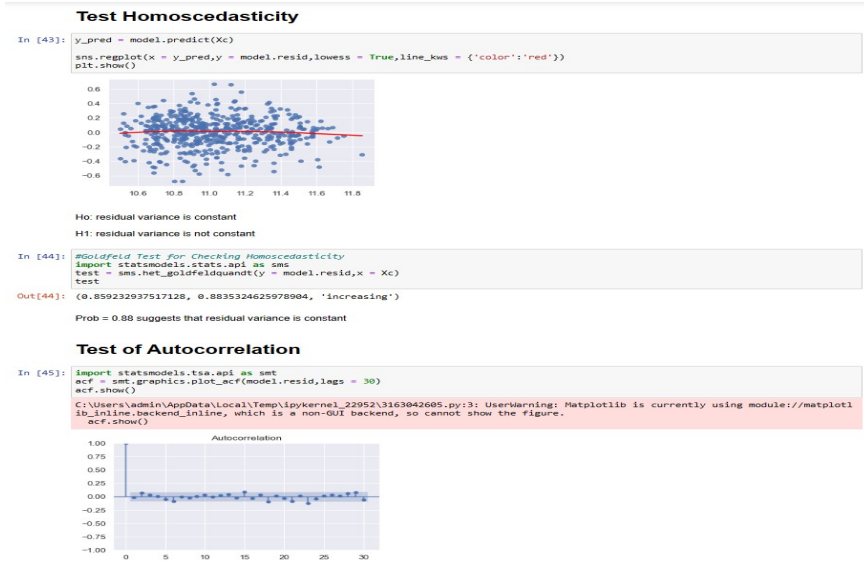 Test Homoscedasticity
In [43]: y_pred = model.predict(Xc)
sns.regplot(x = y_pred,y = model.resid,lowess = True,line_kws = {'color':'red'})
plt.show()
0.6
0.4
0.2
0.0
−0.2
−0.4
−0.6
10.6 10.8 11.0 11.2 11.4 11.6 11.8
Ho: residual variance is constant
H1: residual variance is not constant
In [44]: #Goldfeld Test for Checking Homoscedasticity
import statsmodels.stats.api as sms
test = sms.het_goldfeldquandt(y = model.resid,x = Xc)
test
Out[44]: (0.859232937517128, 0.8835324625978904, 'increasing')
Prob = 0.88 suggests that residual variance is constant
Test of Autocorrelation
In [45]: import statsmodels.tsa.api as smt
acf = smt.graphics.plot_acf(model.resid,lags = 30)
acf.show()
C:\Users\admin\AppData\Local\Temp\ipykernel_22952\3163042605.py:3: UserWarning: Matplotlib is currently using module://matplotl
ib_inline.backend_inline, which is a non-GUI backend, so cannot show the figure.
acf.show()
Autocorrelation
1.00
0.75
0.50
0.25
0.00
−0.25
−0.50
−0.75
−1.00
0 5 10 15 20 25 30